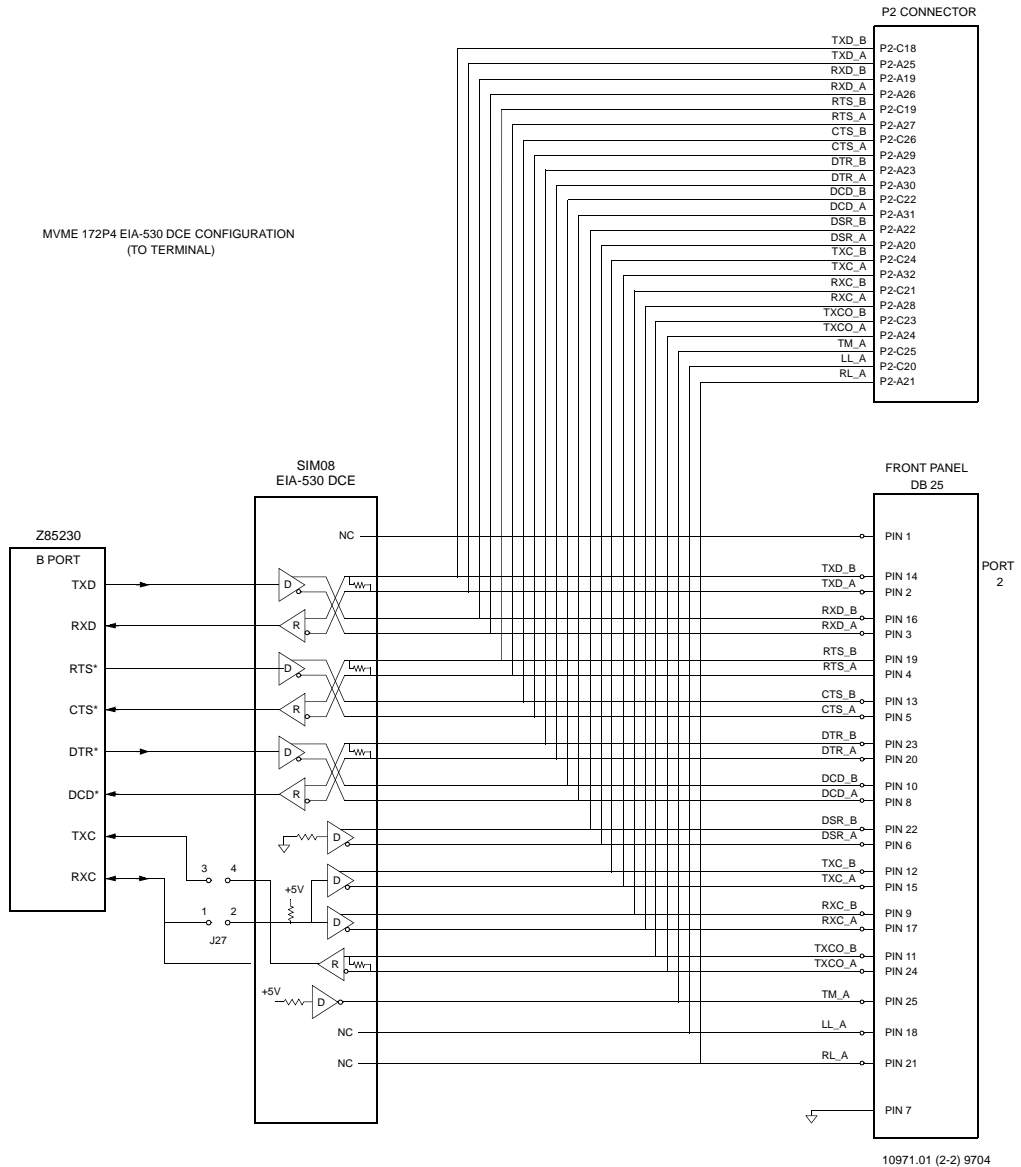 P2 CONNECTOR
TXD_B P2-C18
TXD_A P2-A25
RXD_B P2-A19
RXD_A P2-A26
RTS_B P2-C19
RTS_A P2-A27
CTS_B P2-C26
CTS_A P2-A29
DTR_B P2-A23
DTR_A P2-A30
DCD_B P2-C22
DCD_A P2-A31
DSR_B P2-A22
DSR_A P2-A20
TXC_B P2-C24
TXC_A P2-A32
RXC_B P2-C21
RXC_A P2-A28
TXCO_B P2-C23
TXCO_A P2-A24
TM_A P2-C25
LL_A P2-C20
RL_A P2-A21
MVME 172P4 EIA-530 DCE CONFIGURATION
(TO TERMINAL)
SIM08
EIA-530 DCE
FRONT PANEL
DB 25
Z85230
B PORT
NC PIN 1
PORT
2
TXD D TXD_B PIN 14
TXD_A PIN 2
RXD R RXD_B PIN 16
RXD_A PIN 3
RTS* D RTS_B PIN 19
RTS_A PIN 4
CTS* R CTS_B PIN 13
CTS_A PIN 5
DTR* D DTR_B PIN 23
DTR_A PIN 20
DCD* R DCD_B PIN 10
DCD_A PIN 8
TXC D DSR_B PIN 22
DSR_A PIN 6
RXC 3 4 D TXC_B PIN 12
TXC_A PIN 15
+5V
1 2 D RXC_B PIN 9
RXC_A PIN 17
J27
R TXCO_B PIN 11
TXCO_A PIN 24
+5V D TM_A PIN 25
NC LL_A PIN 18
NC RL_A PIN 21
PIN 7
10971.01 (2-2) 9704